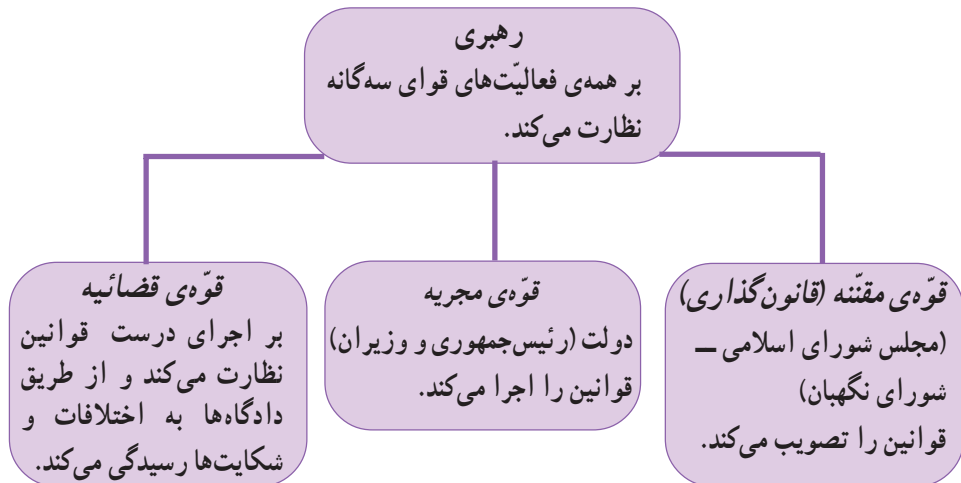 رهبری
بر همه‌ی فعالیّت‌های قوای سه‌گانه
نظارت می‌کند.
قوّه‌ی مقنّنه (قانون‌گذاری)
(مجلس شورای اسلامی ــ
شورای نگهبان)
قوانین را تصویب می‌کند.
قوّه‌ی مجریه
دولت (رئیس‌جمهوری و وزیران)
قوانین را اجرا می‌کند.
قوّه‌ی قضائیه
بر اجرای درست قوانین
نظارت می‌کند و از طریق
دادگاه‌ها به اختلافات و
شکایت‌ها رسیدگی می‌کند.